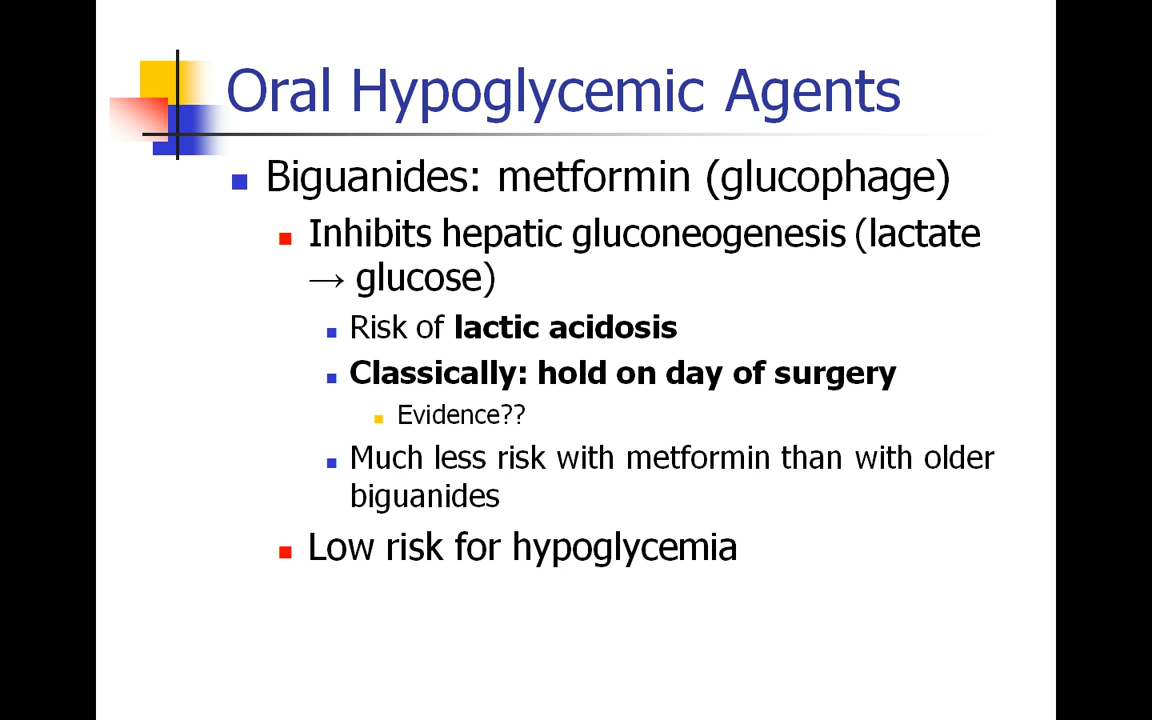 Oral Hypoglycemic Agents
Biguanides: metformin (glucophage)
Inhibits hepatic gluconeogenesis (lactate
→ glucose)
Risk of lactic acidosis
Classically: hold on day of surgery
Evidence??
Much less risk with metformin than with older
biguanides
Low risk for hypoglycemia